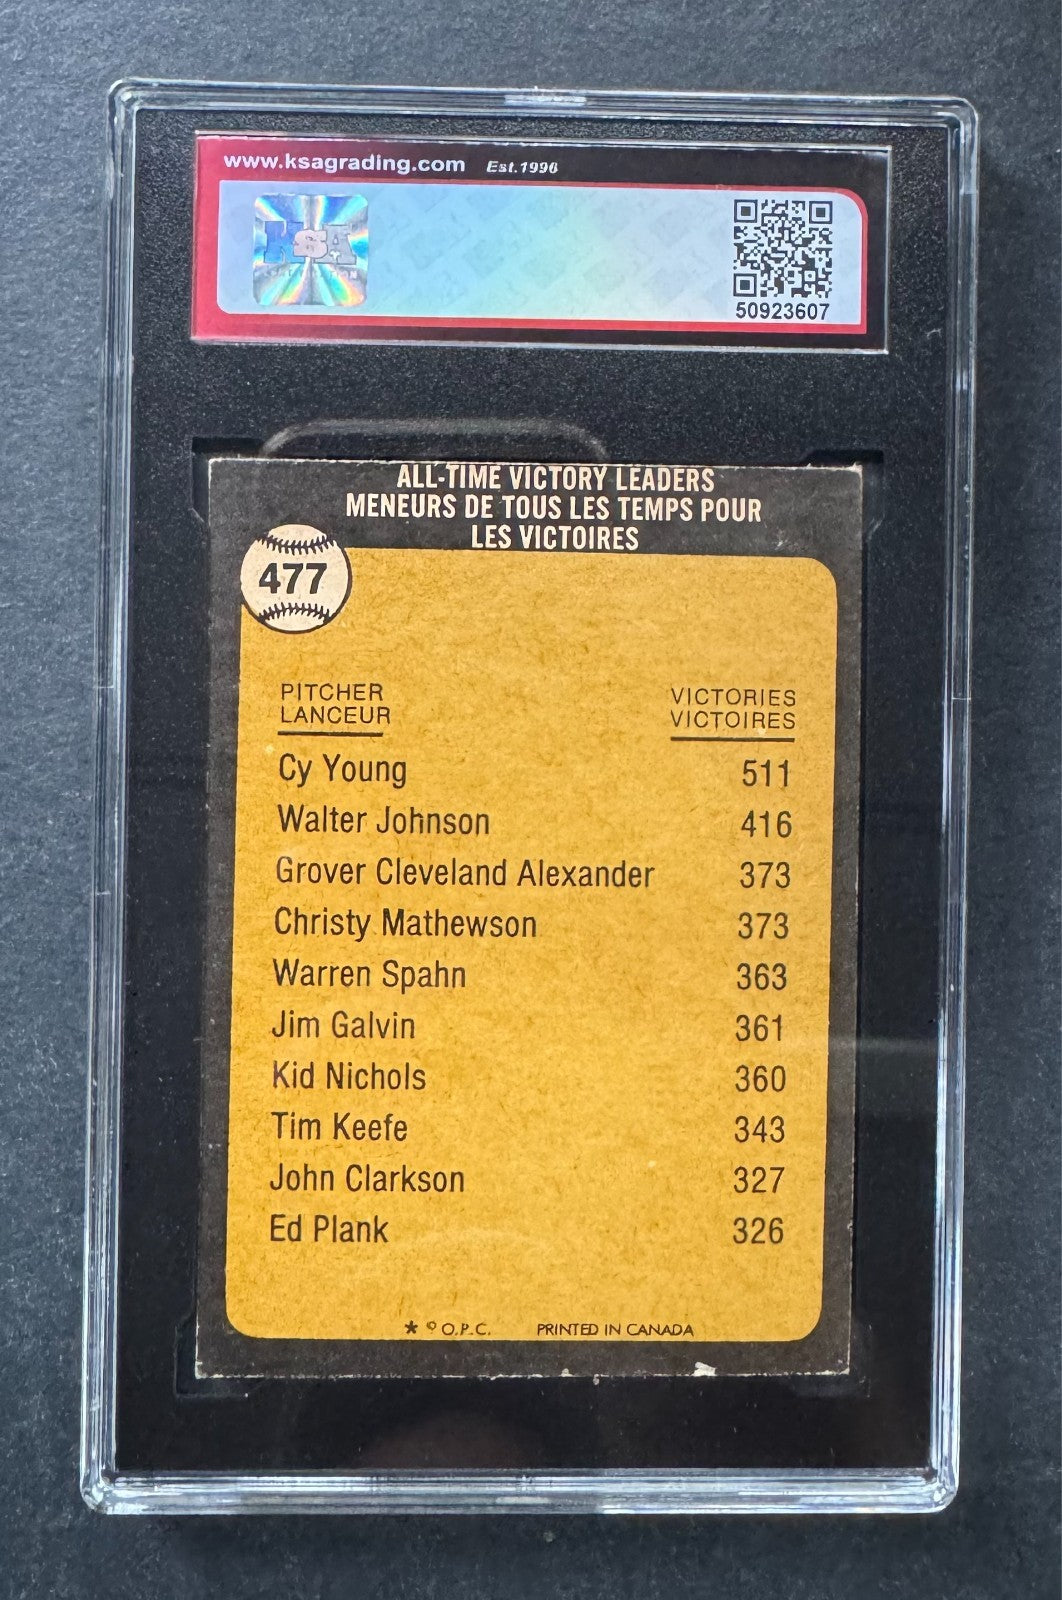 www.ksagrading.com Est.1996
KSA
50923607
ALL-TIME VICTORY LEADERS
MENEURS DE TOUS LES TEMPS POUR
LES VICTOIRES
477
PITCHER VICTORIES
LANCEUR VICTOIRES
Cy Young 511
Walter Johnson 416
Grover Cleveland Alexander 373
Christy Mathewson 373
Warren Spahn 363
Jim Galvin 361
Kid Nichols 360
Tim Keefe 343
John Clarkson 327
Ed Plank 326
* © O.P.C. PRINTED IN CANADA